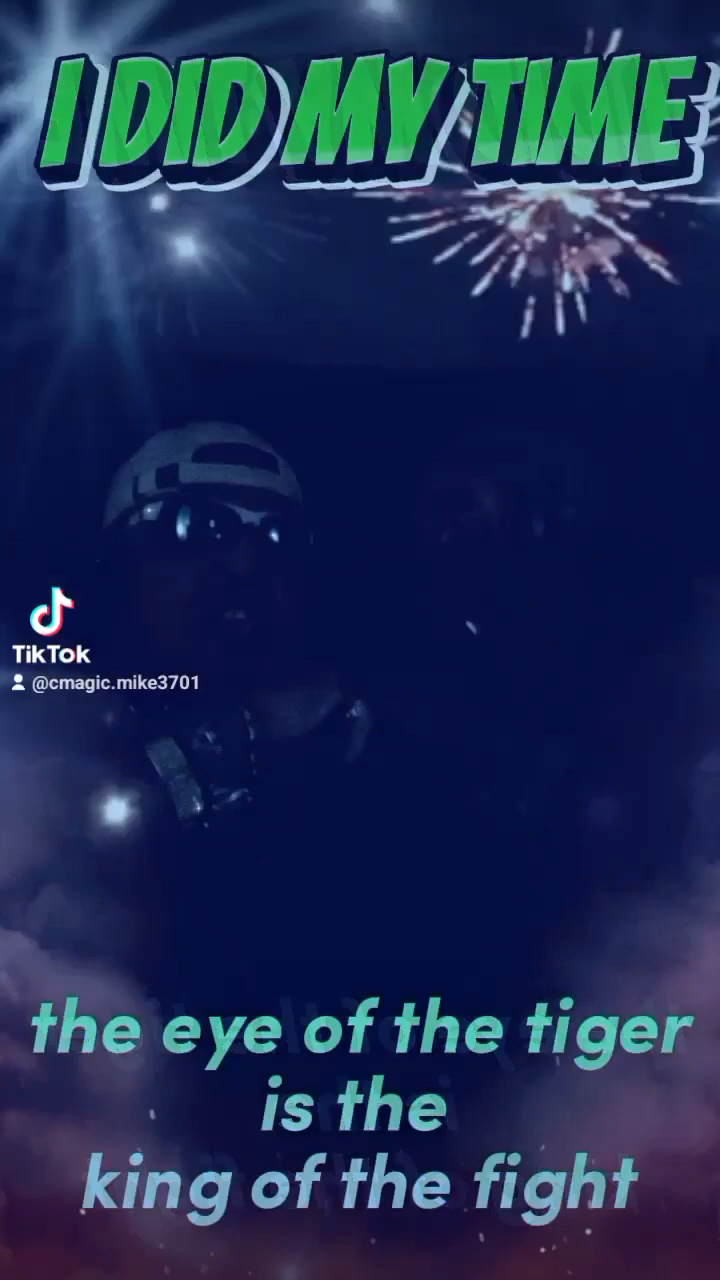 I DID MY TIME
TikTok
@cmagic.mike3701
the eye of the tiger
is the
king of the fight